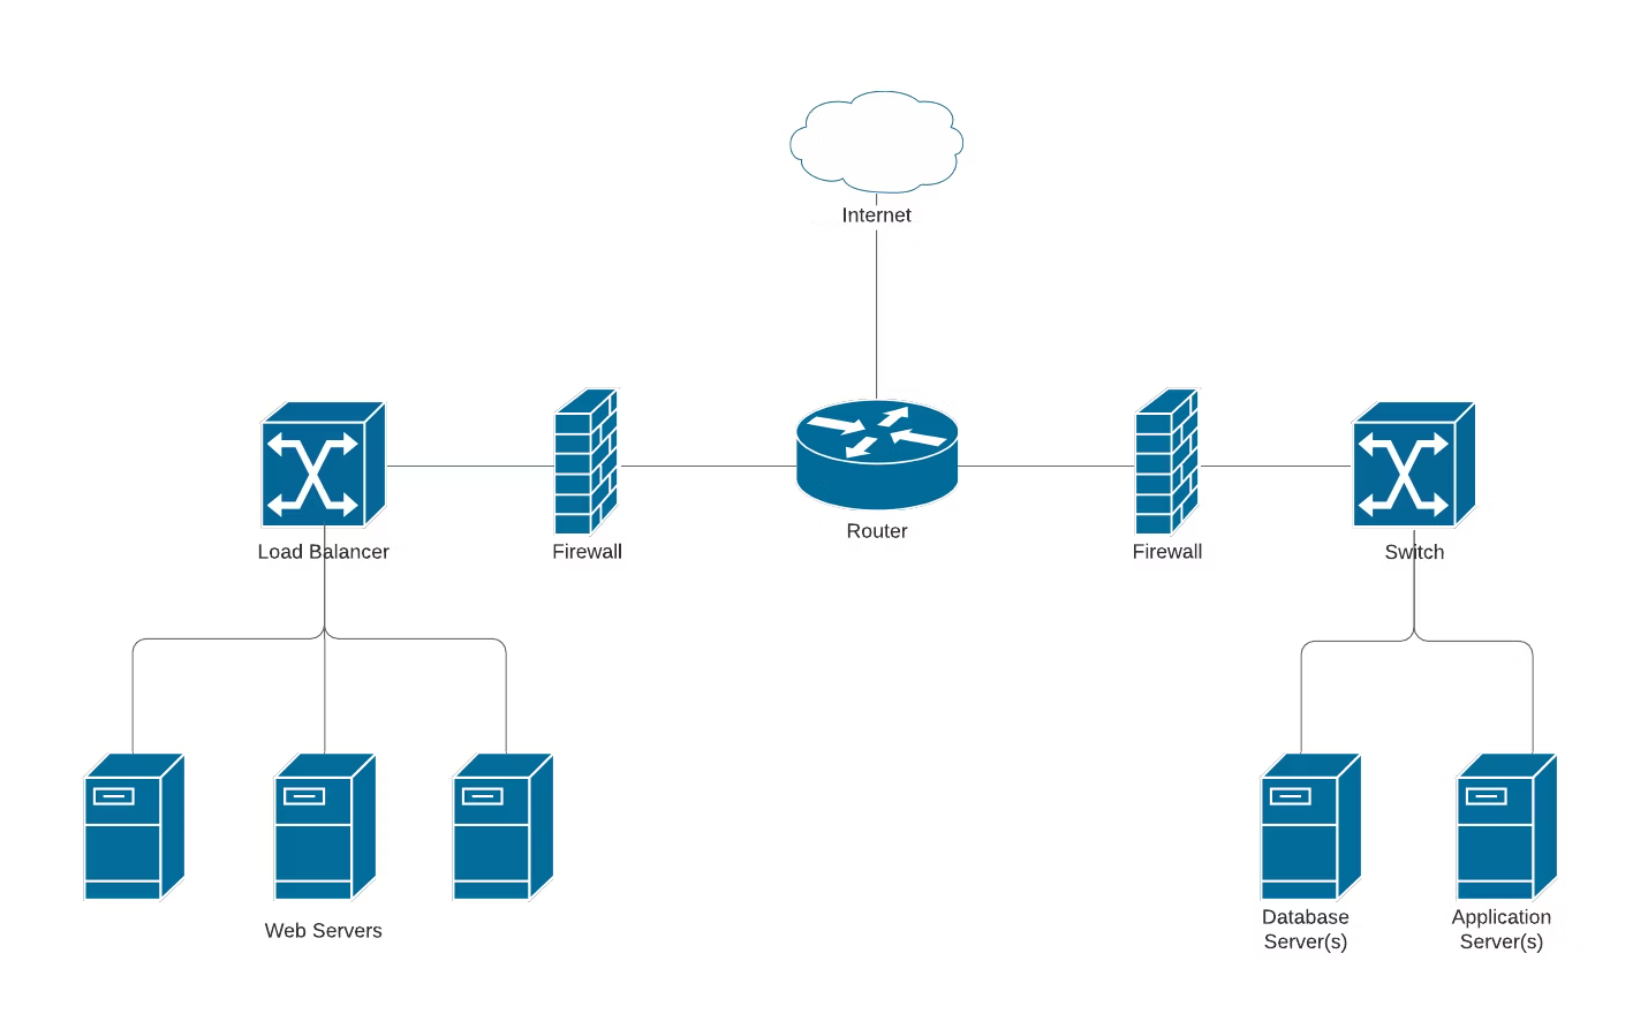 Internet
Router
Load Balancer
Firewall
Firewall
Switch
Web Servers
Database
Server(s)
Application
Server(s)